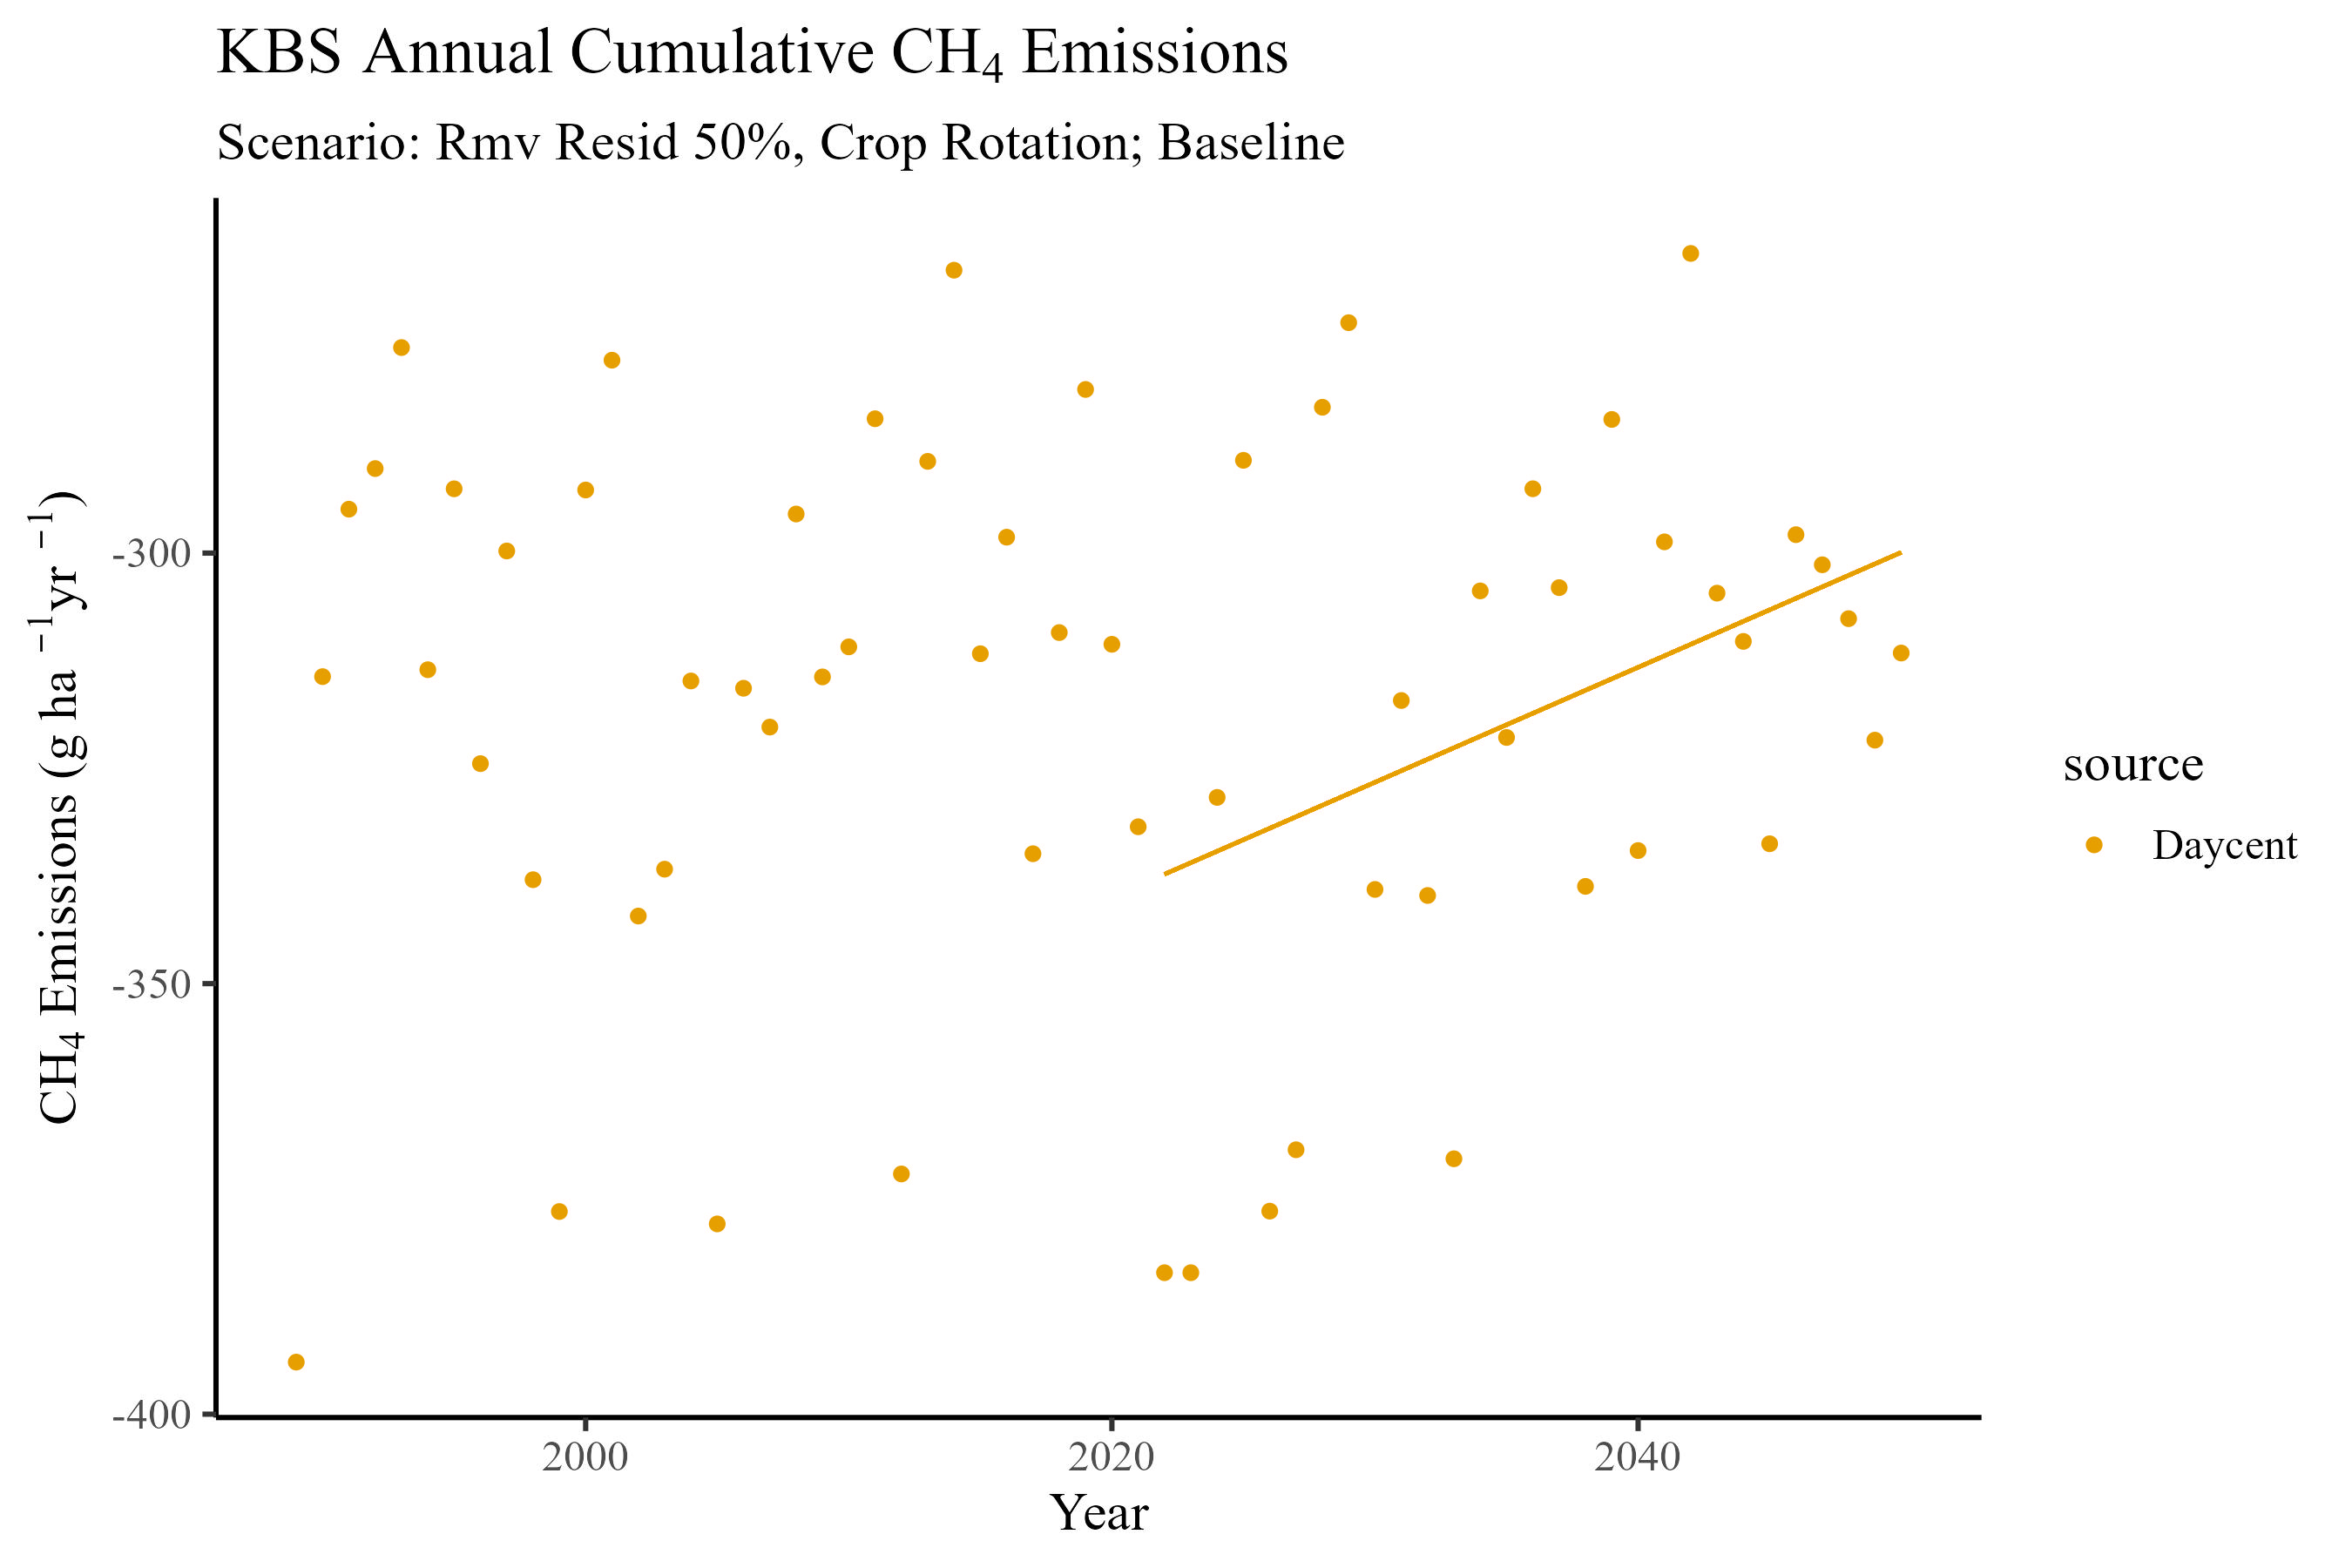 KBS Annual Cumulative CH₄ Emissions
Scenario: Rmv Resid 50%, Crop Rotation; Baseline
CH₄ Emissions (g ha ⁻¹yr ⁻¹)
-300
-350
-400
2000 2020 2040
Year
source
Daycent